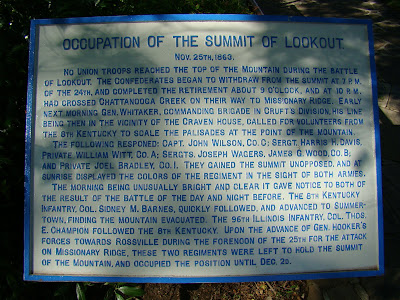 OCCUPATION OF THE SUMMIT OF LOOKOUT.
NOV. 25TH, 1863.
NO UNION TROOPS REACHED THE TOP OF THE MOUNTAIN DURING THE BATTLE
OF LOOKOUT. THE CONFEDERATES BEGAN TO WITHDRAW FROM THE SUMMIT AT 2 P.M.
OF THE 24TH, AND COMPLETED THE RETIREMENT ABOUT 9 O'CLOCK, AND AT 10 P.M.
HAD CROSSED CHATTANOOGA CREEK ON THEIR WAY TO MISSIONARY RIDGE. EARLY
NEXT MORNING GEN. WHITAKER, COMMANDING BRIGADE IN CRUFT'S DIVISION, HIS LINE
BEING THEN IN THE VICINITY OF THE CRAVEN HOUSE, CALLED FOR VOLUNTEERS FROM
THE 8TH KENTUCKY TO SCALE THE PALISADES AT THE POINT OF THE MOUNTAIN.
THE FOLLOWING RESPONDED: CAPT. JOHN WILSON, CO. C; SERGT. HARRIS H. DAVIS,
PRIVATE WILLIAM WITT, CO. A; SERGTS. JOSEPH WAGERS, JAMES G. WOOD, CO. B;
AND PRIVATE JOEL BRADLEY, CO. I. THEY GAINED THE SUMMIT UNOPPOSED, AND AT
SUNRISE DISPLAYED THE COLORS OF THE REGIMENT IN THE SIGHT OF BOTH ARMIES.
THE MORNING BEING UNUSUALLY BRIGHT AND CLEAR IT GAVE NOTICE TO BOTH OF
THE RESULT OF THE BATTLE OF THE DAY AND NIGHT BEFORE. THE 8TH KENTUCKY
INFANTRY, COL. SIDNEY M. BARNES, QUICKLY FOLLOWED, AND ADVANCED TO SUMMER-
TOWN, FINDING THE MOUNTAIN EVACUATED. THE 96TH ILLINOIS INFANTRY, COL. THOS.
E. CHAMPION FOLLOWED THE 8TH KENTUCKY. UPON THE ADVANCE OF GEN. HOOKER'S
FORCES TOWARDS ROSSVILLE DURING THE FORENOON OF THE 25TH FOR THE ATTACK
ON MISSIONARY RIDGE, THESE TWO REGIMENTS WERE LEFT TO HOLD THE SUMMIT
OF THE MOUNTAIN, AND OCCUPIED THE POSITION UNTIL DEC. 2D.